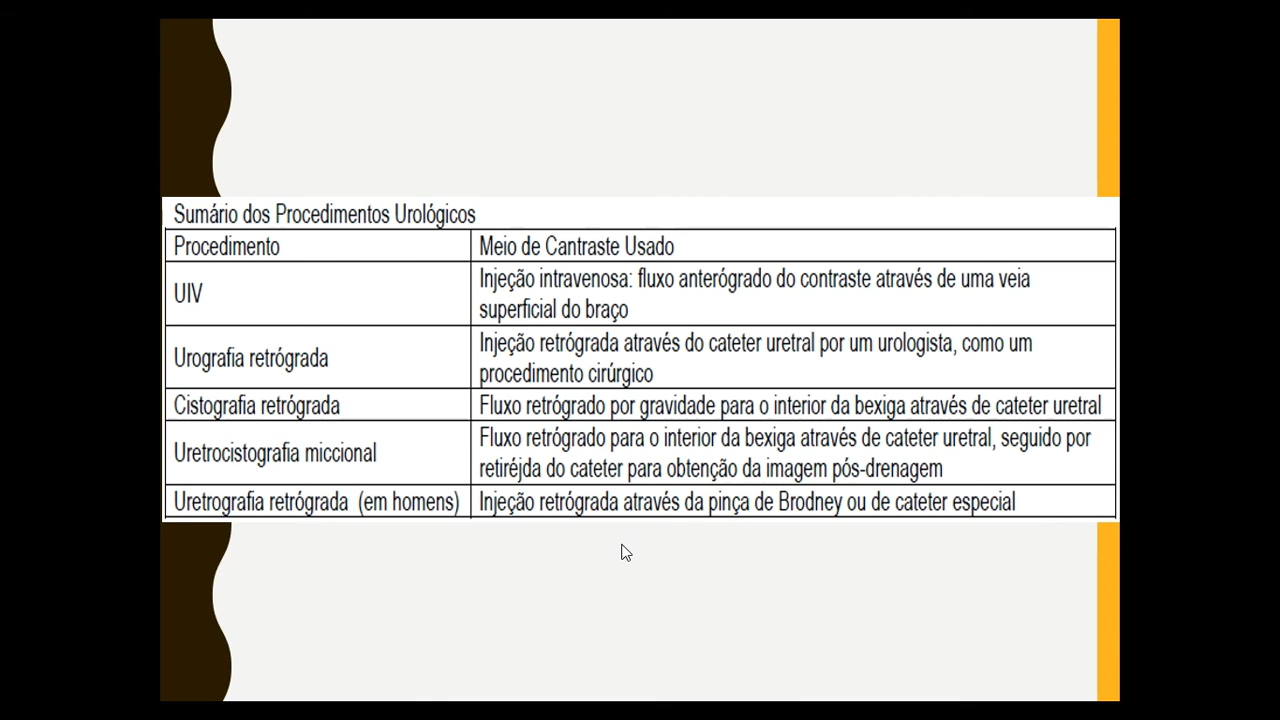 Sumário dos Procedimentos Urológicos
Procedimento
Meio de Cantraste Usado
UIV
Injeção intravenosa: fluxo anterógrado do contraste através de uma veia
superficial do braço
Urografia retrógrada
Injeção retrógrada através do cateter uretral por um urologista, como um
procedimento cirúrgico
Cistografia retrógrada
Fluxo retrógrado por gravidade para o interior da bexiga através de cateter uretral
Uretrocistografia miccional
Fluxo retrógrado para o interior da bexiga através de cateter uretral, seguido por
retiréjda do cateter para obtenção da imagem pós-drenagem
Uretrografia retrógrada (em homens)
Injeção retrógrada através da pinça de Brodney ou de cateter especial